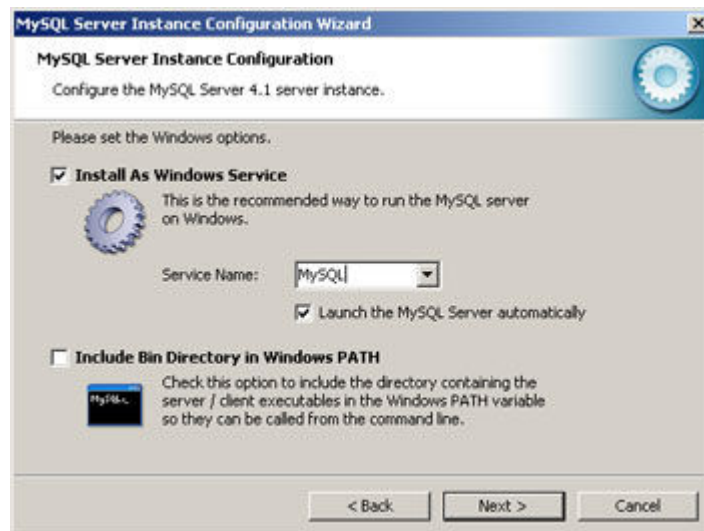 MySQL Server Instance Configuration Wizard
MySQL Server Instance Configuration
Configure the MySQL Server 4.1 server instance.
Please set the Windows options.
Install As Windows Service
This is the recommended way to run the MySQL server
on Windows.
Service Name: MySQL
Launch the MySQL Server automatically
Include Bin Directory in Windows PATH
Check this option to include the directory containing the
server / client executables in the Windows PATH variable
so they can be called from the command line.
< Back Next > Cancel